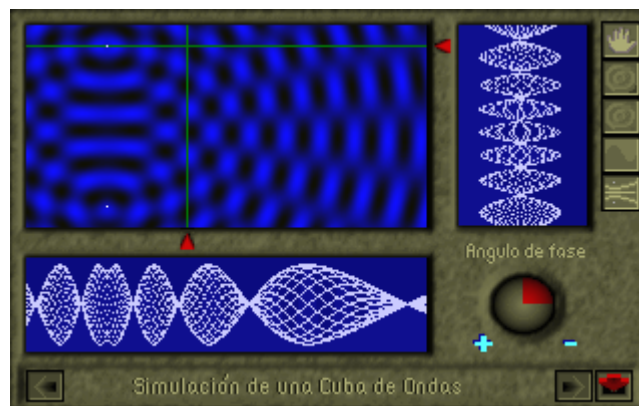 Angulo de fase
+ -
Simulación de una Cuba de Ondas